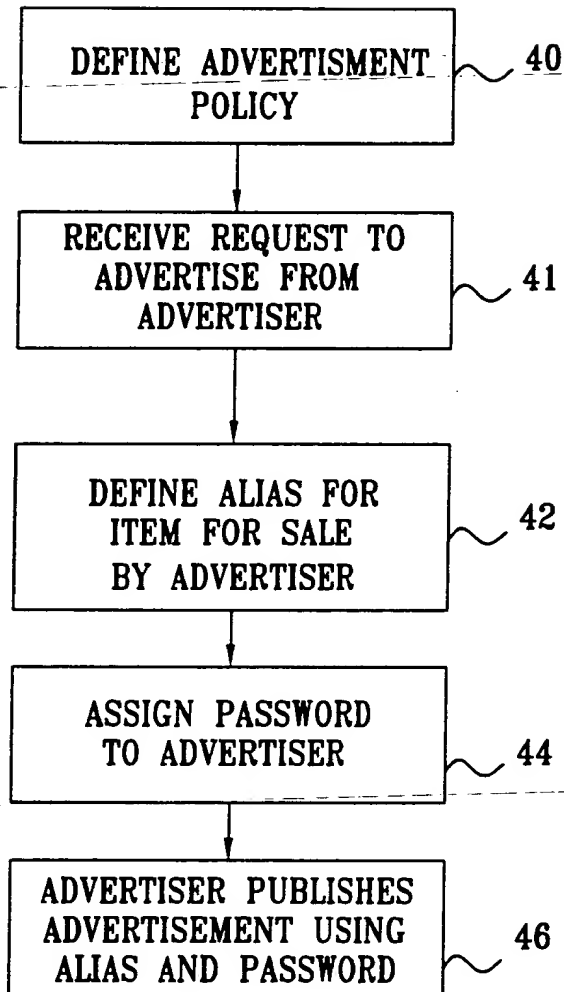 DEFINE ADVERTISMENT
POLICY
40
RECEIVE REQUEST TO
ADVERTISE FROM
ADVERTISER
41
DEFINE ALIAS FOR
ITEM FOR SALE
BY ADVERTISER
42
ASSIGN PASSWORD
TO ADVERTISER
44
ADVERTISER PUBLISHES
ADVERTISEMENT USING
ALIAS AND PASSWORD
46